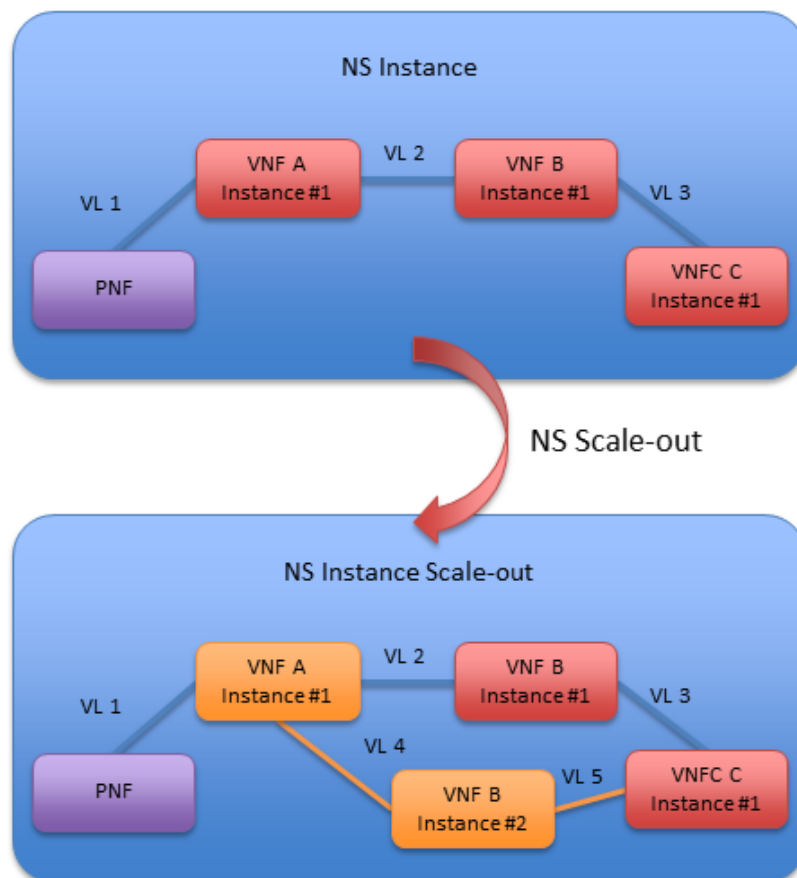 NS Instance
VNF A
Instance #1
VL 2
VNF B
Instance #1
VL 1
VL 3
PNF
VNFC C
Instance #1
NS Scale-out
NS Instance Scale-out
VNF A
Instance #1
VL 2
VNF B
Instance #1
VL 1
VL 3
VL 4
PNF
VNF B
Instance #2
VL 5
VNFC C
Instance #1